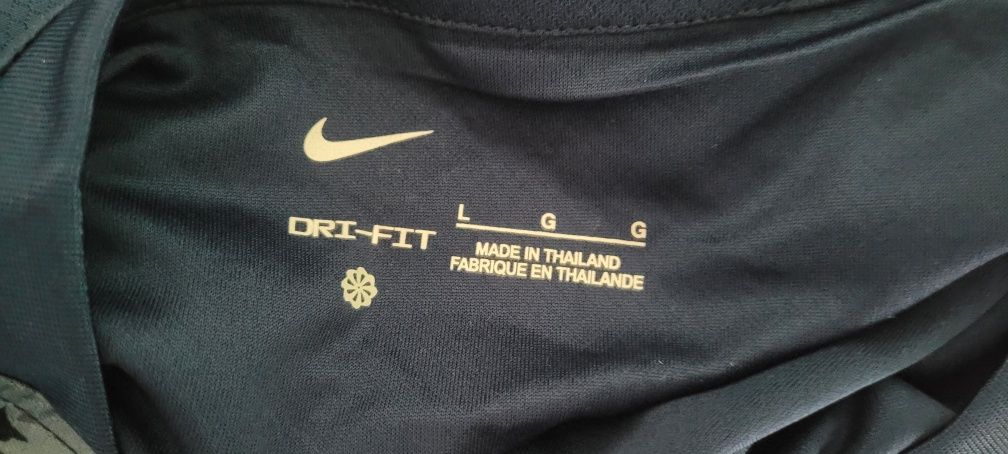 DRI-FIT
L G G
MADE IN THAILAND
FABRIQUE EN THAILANDE